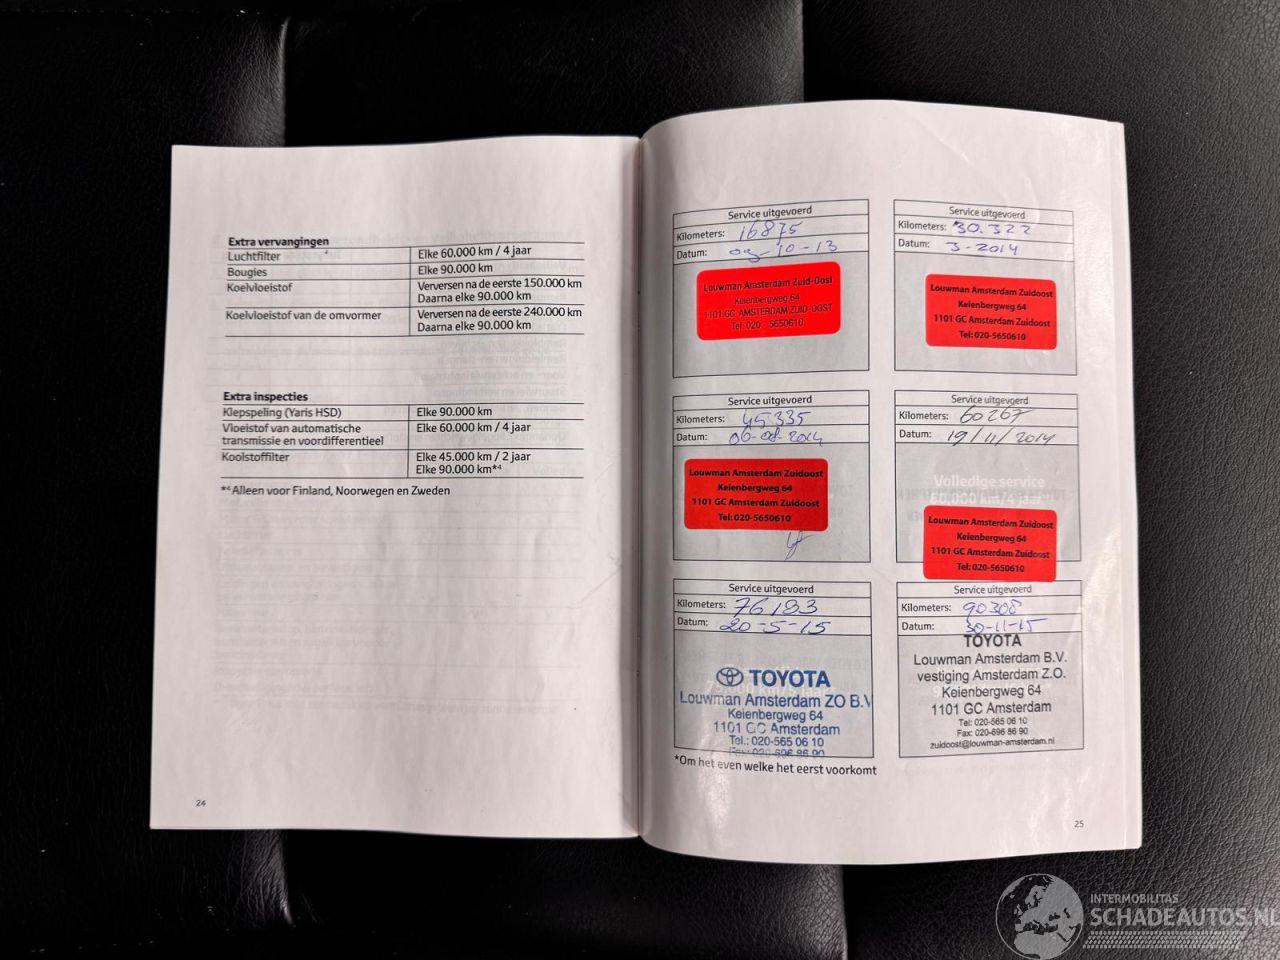 Extra vervangingen
Luchtfilter Elke 60.000 km / 4 jaar
Bougies Elke 90.000 km
Koelvloeistof Verversen na de eerste 150.000 km
Daarna elke 90.000 km
Koelvloeistof van de omvormer Verversen na de eerste 240.000 km
Daarna elke 90.000 km
Extra inspecties
Klepspeling (Yaris HSD) Elke 90.000 km
Vloeistof van automatische Elke 60.000 km / 4 jaar
transmissie en voordifferentieel
Koolstoffilter Elke 45.000 km / 2 jaar
Elke 90.000 km*⁴
*⁴ Alleen voor Finland, Noorwegen en Zweden
24
Service uitgevoerd
Kilometers: 16875
Datum: 09-10-13
Louwman Amsterdam Zuid-Oost
Keienbergweg 64
1101 GC AMSTERDAM ZUID-OOST
Tel. 020 - 5650610
Service uitgevoerd
Kilometers: 30.322
Datum: 3-2014
Louwman Amsterdam Zuidoost
Keienbergweg 64
1101 GC Amsterdam Zuidoost
Tel: 020-5650610
Service uitgevoerd
Kilometers: 45335
Datum: 06-08-2014
Louwman Amsterdam Zuidoost
Keienbergweg 64
1101 GC Amsterdam Zuidoost
Tel: 020-5650610
Service uitgevoerd
Kilometers: 60267
Datum: 19/11/2014
Volledige service
60.000 km/4 jaar
Louwman Amsterdam Zuidoost
Keienbergweg 64
1101 GC Amsterdam Zuidoost
Tel: 020-5650610
Service uitgevoerd
Kilometers: 76183
Datum: 20-5-15
TOYOTA
Louwman Amsterdam ZO B.V
Keienbergweg 64
1101 GC Amsterdam
Tel.: 020-565 06 10
Fax: 020-696 86 90
Service uitgevoerd
Kilometers: 90308
Datum: 30-11-15
TOYOTA
Louwman Amsterdam B.V.
vestiging Amsterdam Z.O.
Keienbergweg 64
1101 GC Amsterdam
Tel: 020-565 06 10
Fax: 020-696 86 90
zuidoost@louwman-amsterdam.nl
*Om het even welke het eerst voorkomt
25
INTERMOBILITAS
SCHADEAUTOS.NL